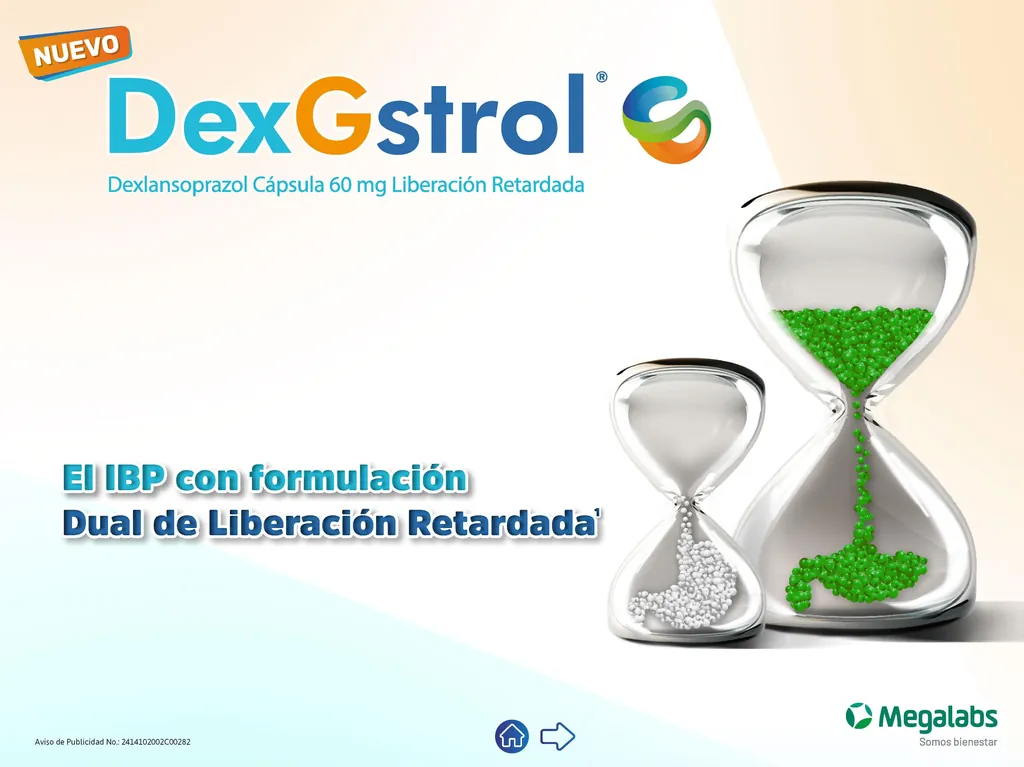 NUEVO
DexGstrol®
Dexlansoprazol Cápsula 60 mg Liberación Retardada
El IBP con formulación
Dual de Liberación Retardada¹
Aviso de Publicidad No.: 2414102002C00282
Megalabs
Somos bienestar